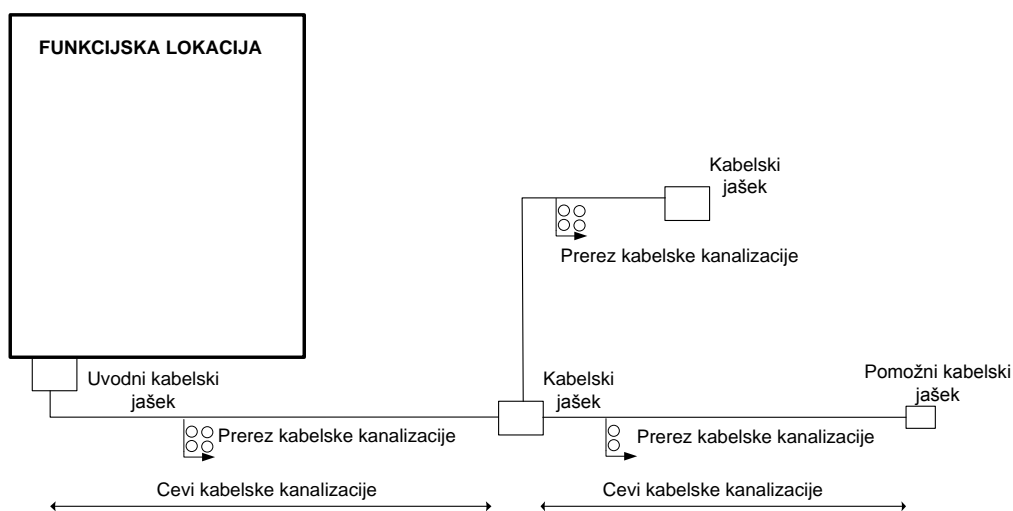 FUNKCIJSKA LOKACIJA
Kabelski
jašek
Prerez kabelske kanalizacije
Uvodni kabelski
jašek
Kabelski
jašek
Pomožni kabelski
jašek
Prerez kabelske kanalizacije
Prerez kabelske kanalizacije
Cevi kabelske kanalizacije
Cevi kabelske kanalizacije